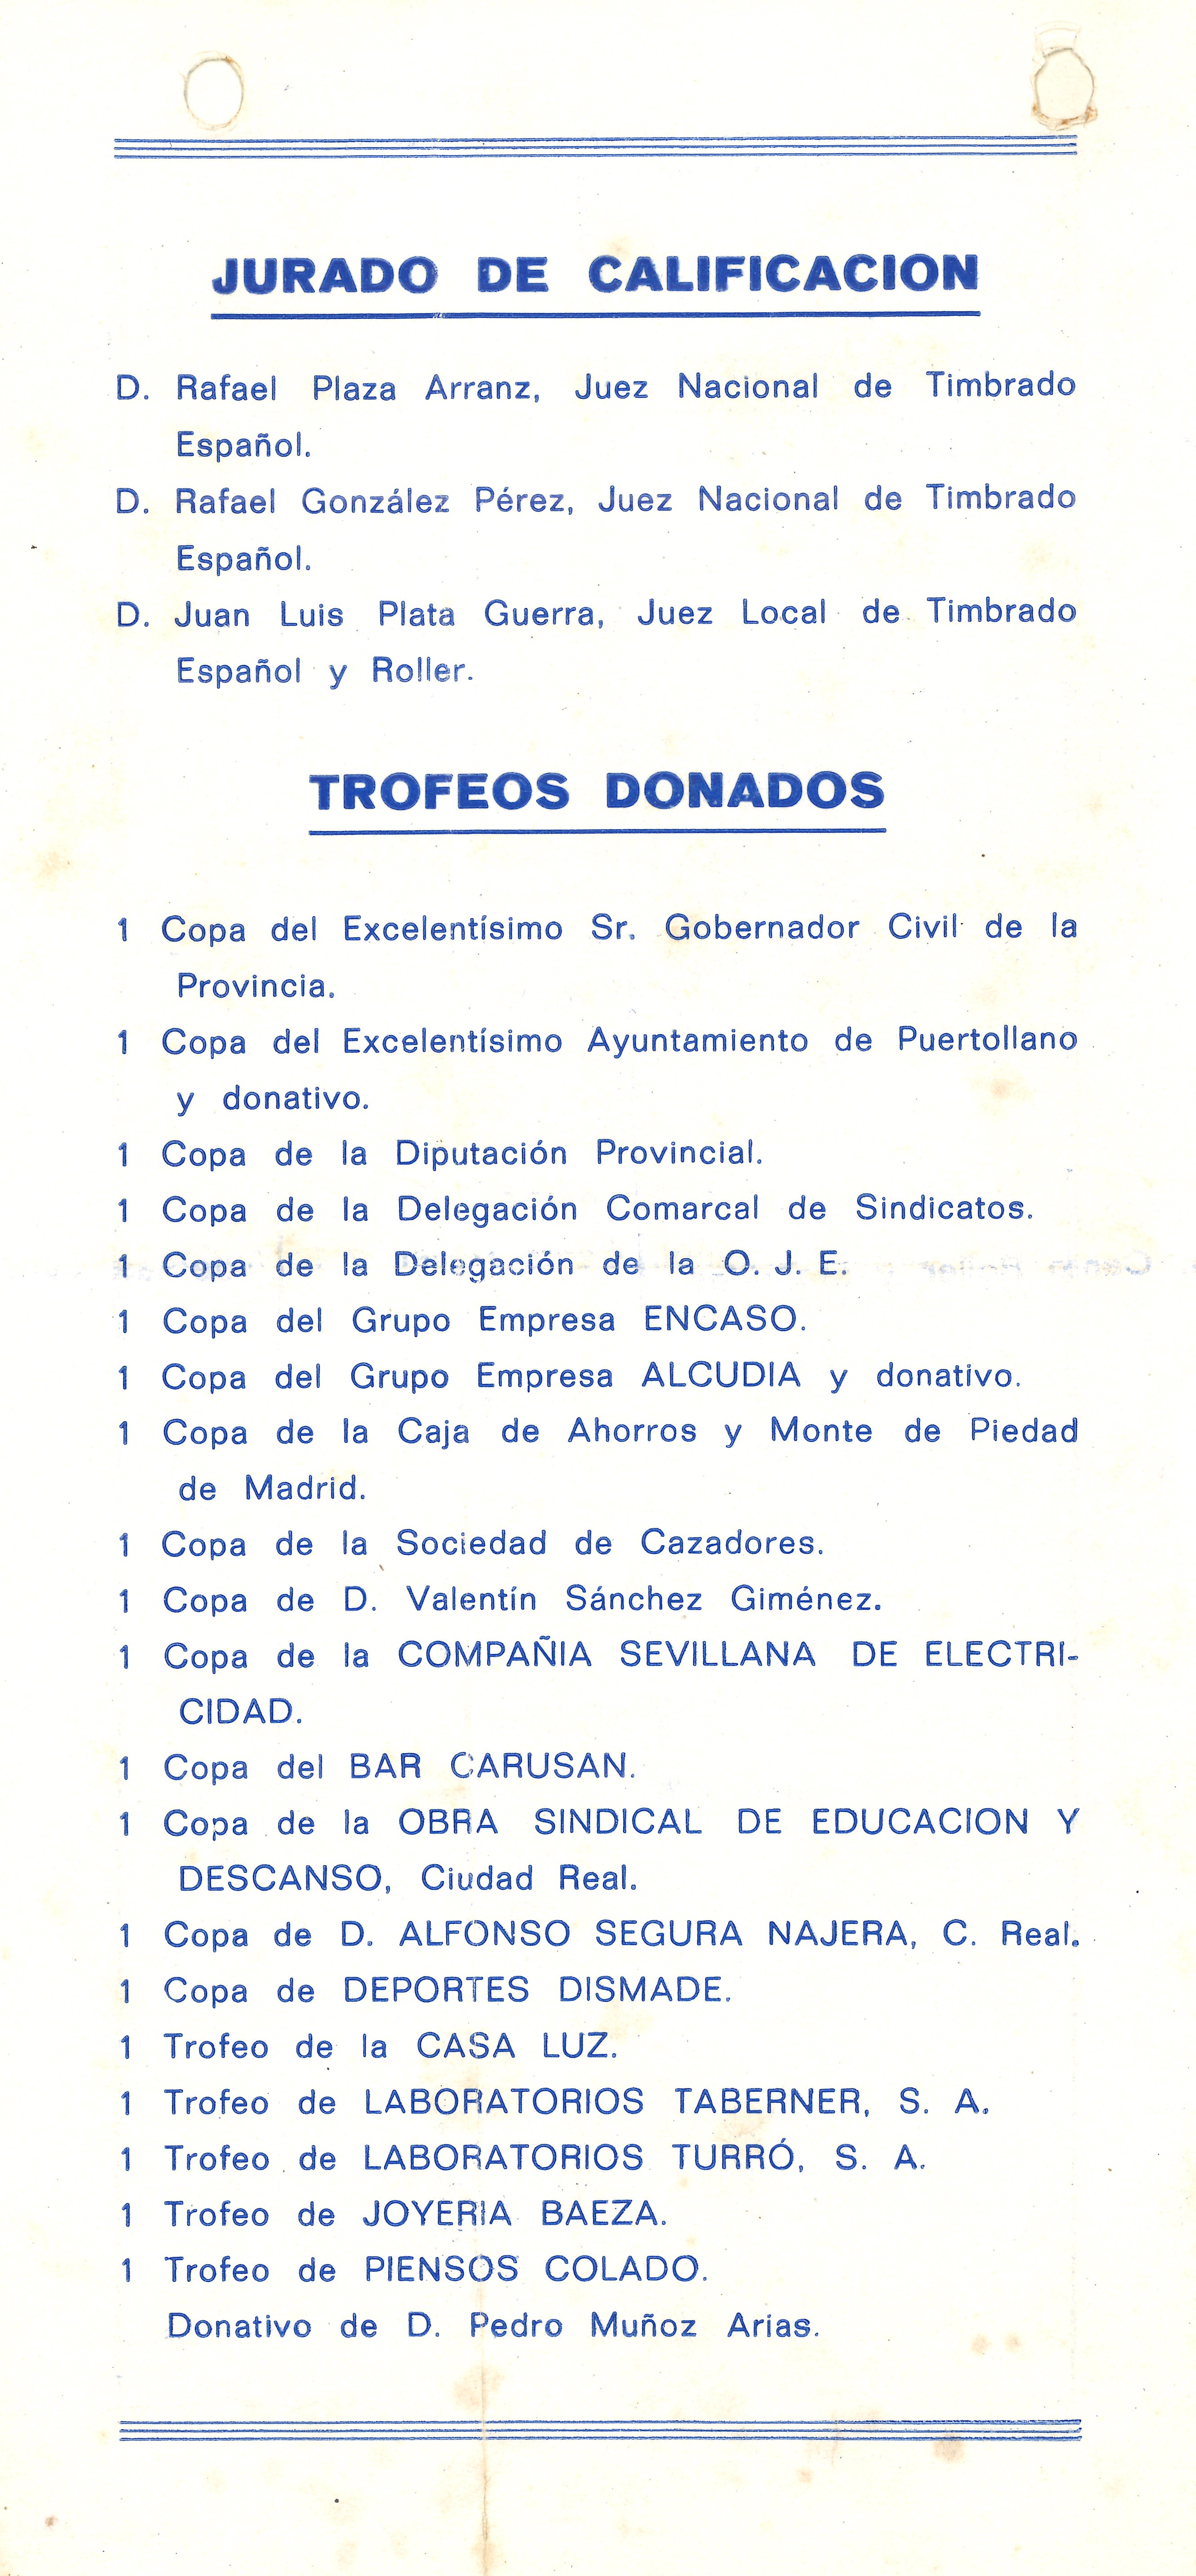 JURADO DE CALIFICACION
D. Rafael Plaza Arranz, Juez Nacional de Timbrado
Español.
D. Rafael González Pérez, Juez Nacional de Timbrado
Español.
D. Juan Luis Plata Guerra, Juez Local de Timbrado
Español y Roller.
TROFEOS DONADOS
1 Copa del Excelentísimo Sr. Gobernador Civil de la
Provincia.
1 Copa del Excelentísimo Ayuntamiento de Puertollano
y donativo.
1 Copa de la Diputación Provincial.
1 Copa de la Delegación Comarcal de Sindicatos.
1 Copa de la Delegación de la O. J. E.
1 Copa del Grupo Empresa ENCASO.
1 Copa del Grupo Empresa ALCUDIA y donativo.
1 Copa de la Caja de Ahorros y Monte de Piedad
de Madrid.
1 Copa de la Sociedad de Cazadores.
1 Copa de D. Valentín Sánchez Giménez.
1 Copa de la COMPAÑIA SEVILLANA DE ELECTRI-
CIDAD.
1 Copa del BAR CARUSAN.
1 Copa de la OBRA SINDICAL DE EDUCACION Y
DESCANSO, Ciudad Real.
1 Copa de D. ALFONSO SEGURA NAJERA, C. Real.
1 Copa de DEPORTES DISMADE.
1 Trofeo de la CASA LUZ.
1 Trofeo de LABORATORIOS TABERNER, S. A.
1 Trofeo de LABORATORIOS TURRÓ, S. A.
1 Trofeo de JOYERIA BAEZA.
1 Trofeo de PIENSOS COLADO.
Donativo de D. Pedro Muñoz Arias.